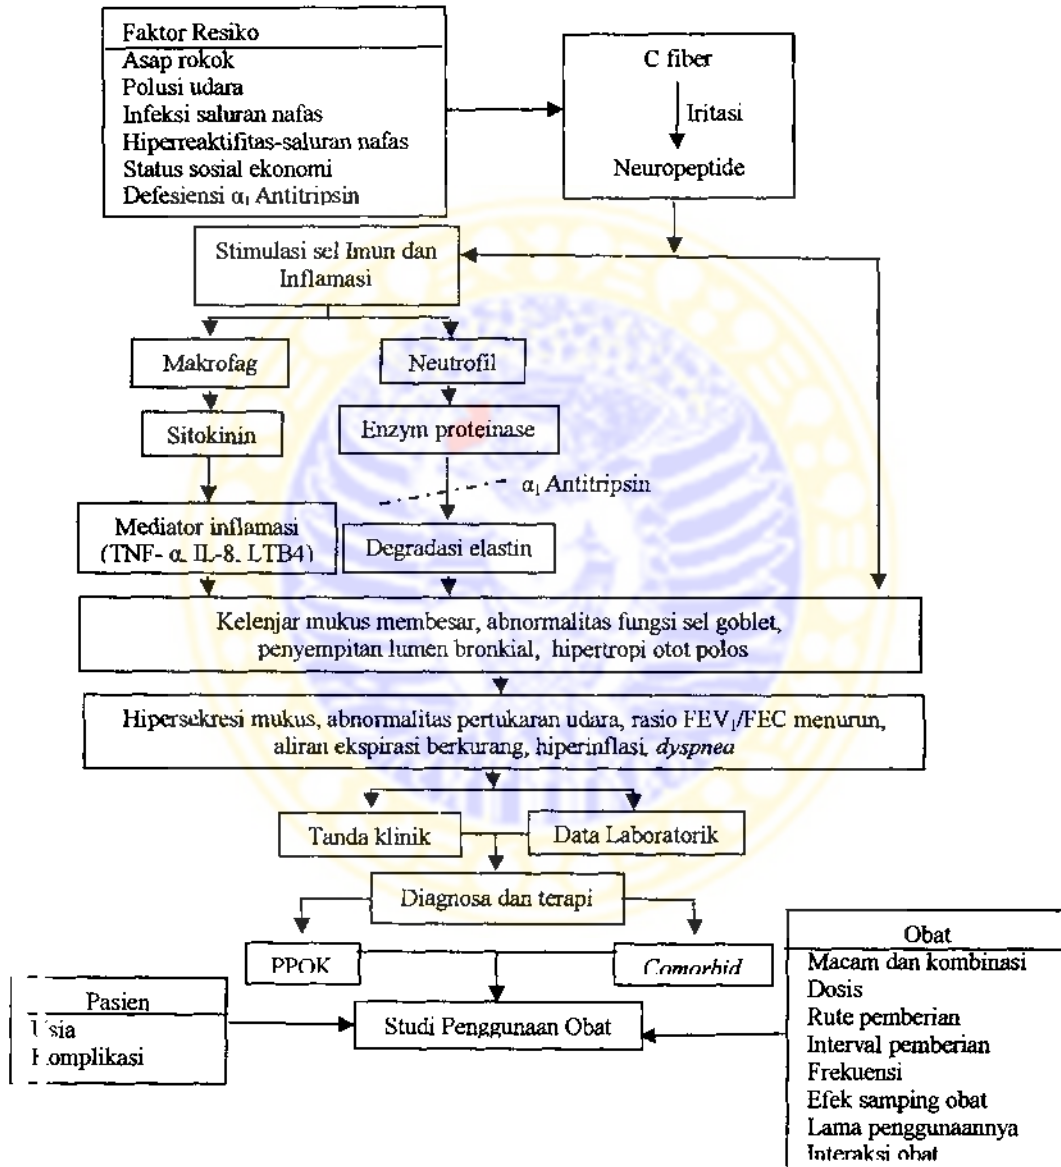 Faktor Resiko
Asap rokok
Polusi udara
Infeksi saluran nafas
Hiperreaktifitas-saluran nafas
Status sosial ekonomi
Defesiensi α₁ Antitripsin
C fiber
Iritasi
Neuropeptide
Stimulasi sel Imun dan
Inflamasi
Makrofag
Neutrofil
Sitokinin
Enzym proteinase
α₁ Antitripsin
Mediator inflamasi
(TNF- α, IL-8, LTB4)
Degradasi elastin
Kelenjar mukus membesar, abnormalitas fungsi sel goblet,
penyempitan lumen bronkial, hipertropi otot polos
Hipersekresi mukus, abnormalitas pertukaran udara, rasio FEV₁/FEC menurun,
aliran ekspirasi berkurang, hiperinflasi, dyspnea
Tanda klinik
Data Laboratorik
Diagnosa dan terapi
PPOK
Comorbid
Pasien
Usia
Komplikasi
Studi Penggunaan Obat
Obat
Macam dan kombinasi
Dosis
Rute pemberian
Interval pemberian
Frekuensi
Efek samping obat
Lama penggunaannya
Interaksi obat